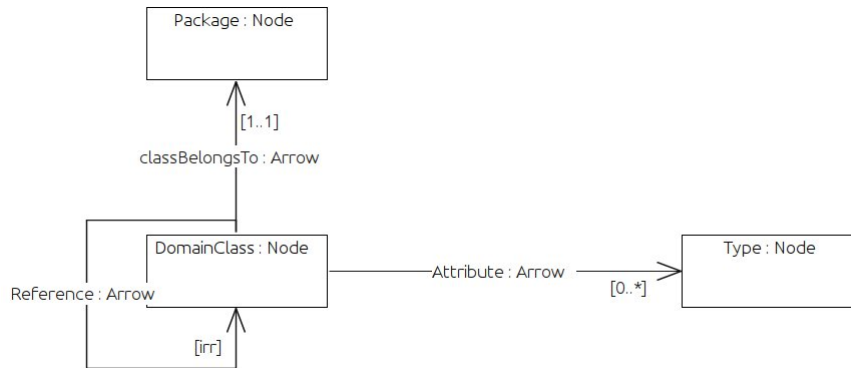 Package : Node
[1..1]
classBelongsTo : Arrow
DomainClass : Node
Type : Node
Attribute : Arrow
Reference : Arrow
[0..*]
[irr]